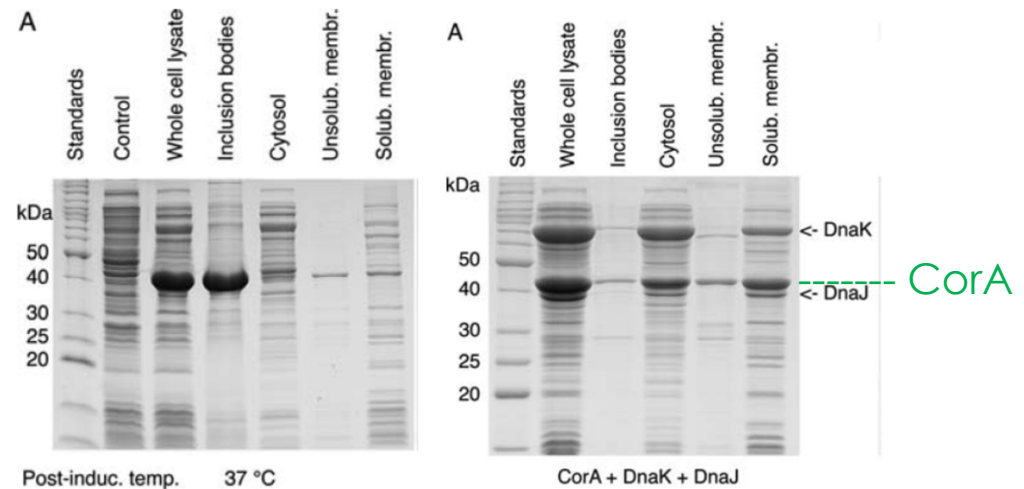 A
Standards
Control
Whole cell lysate
Inclusion bodies
Cytosol
Unsolub. membr.
Solub. membr.
kDa
50
40
30
25
20
Post-induc. temp. 37 °C
A
Standards
Whole cell lysate
Inclusion bodies
Cytosol
Unsolub. membr.
Solub. membr.
kDa
50
40
30
25
20
<- DnaK
CorA
<- DnaJ
CorA + DnaK + DnaJ